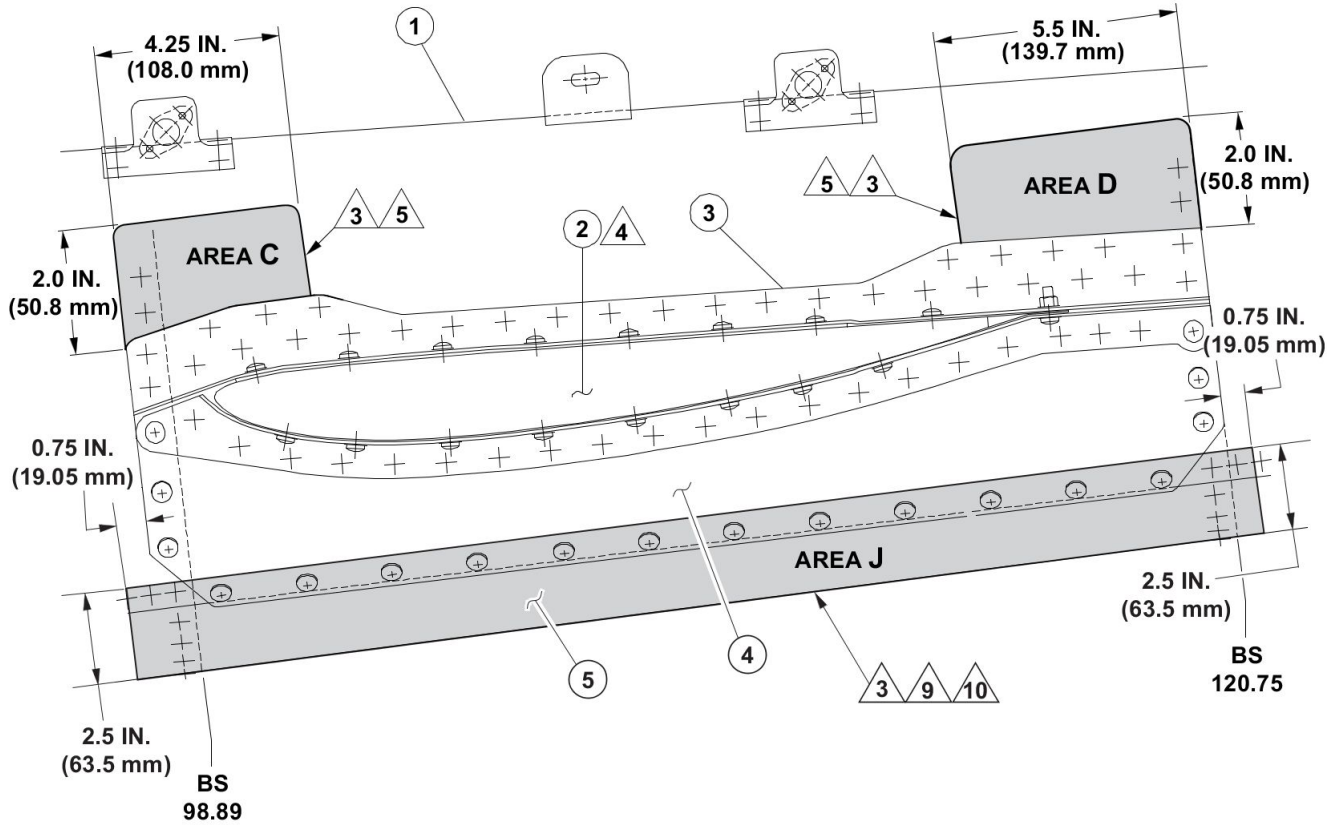 4.25 IN.
(108.0 mm)
1
5.5 IN.
(139.7 mm)
2.0 IN.
(50.8 mm)
AREA D
5 3
3 5
3
2 4
AREA C
2.0 IN.
(50.8 mm)
0.75 IN.
(19.05 mm)
0.75 IN.
(19.05 mm)
AREA J
2.5 IN.
(63.5 mm)
4
5
3 9 10
BS
120.75
2.5 IN.
(63.5 mm)
BS
98.89